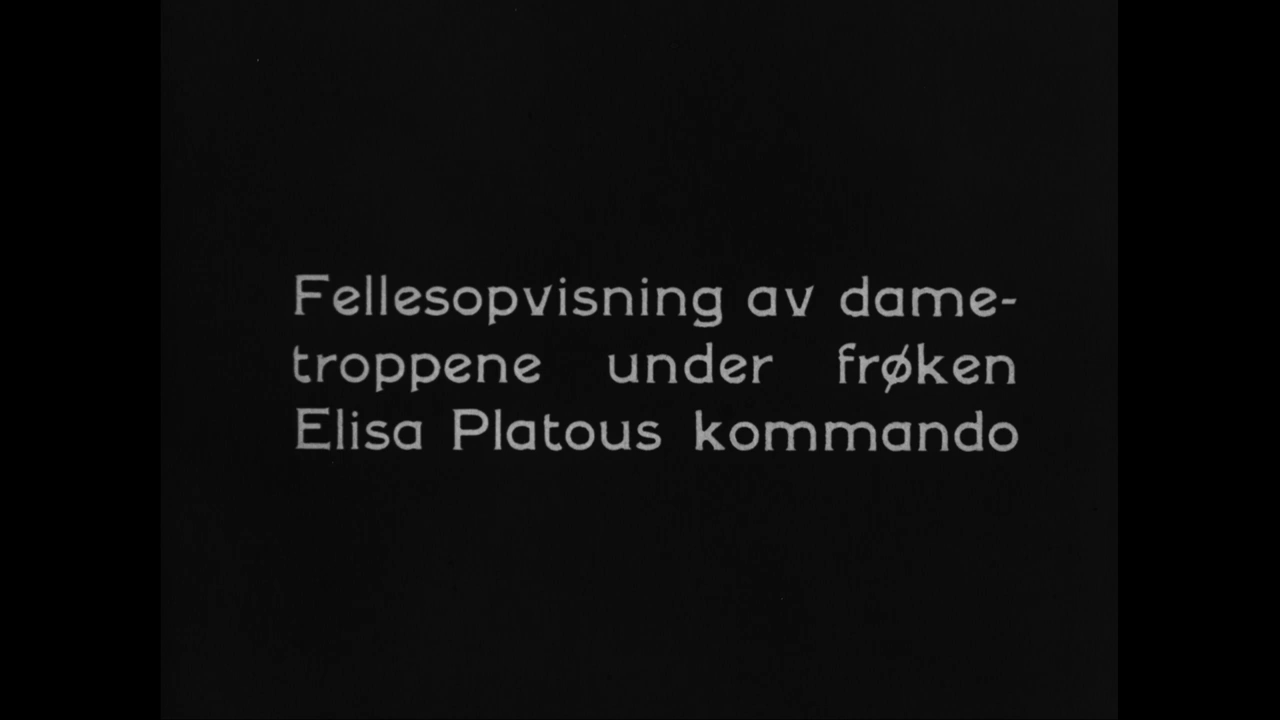 Fellesopvisning av dame-
troppene under frøken
Elisa Platous kommando